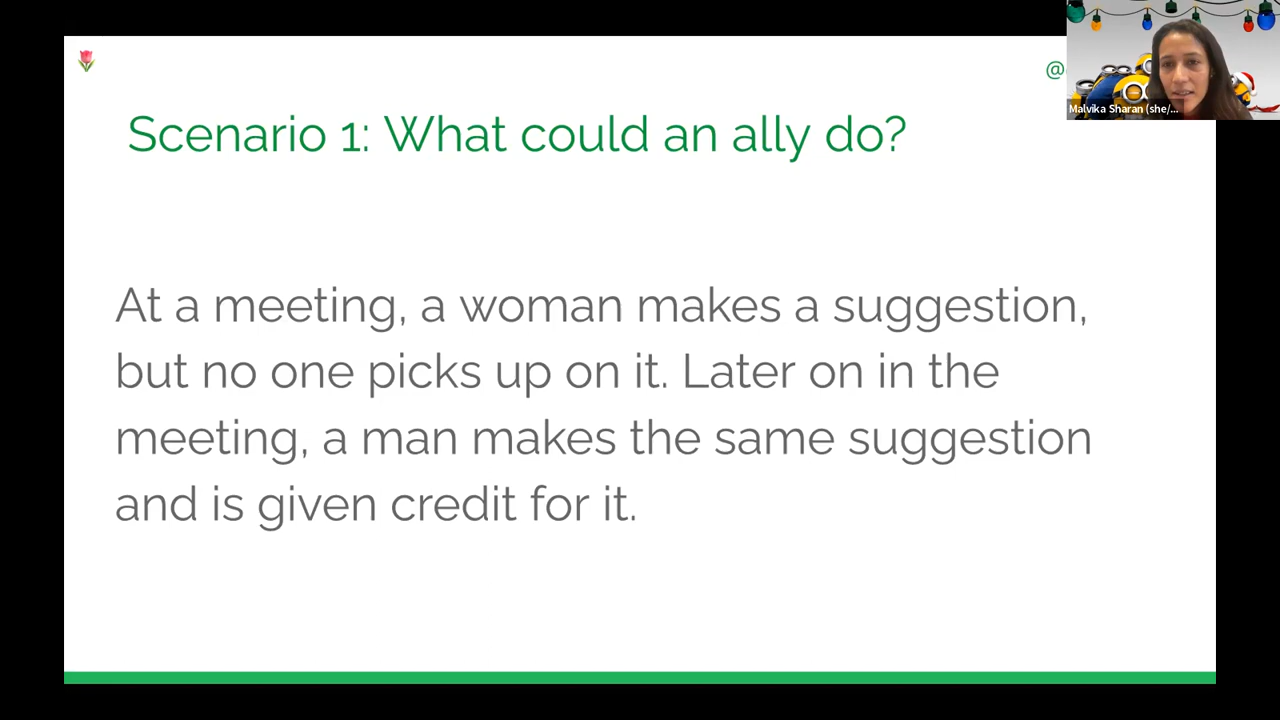 Scenario 1: What could an ally do?
At a meeting, a woman makes a suggestion,
but no one picks up on it. Later on in the
meeting, a man makes the same suggestion
and is given credit for it.
@
Malvika Sharan (she/...